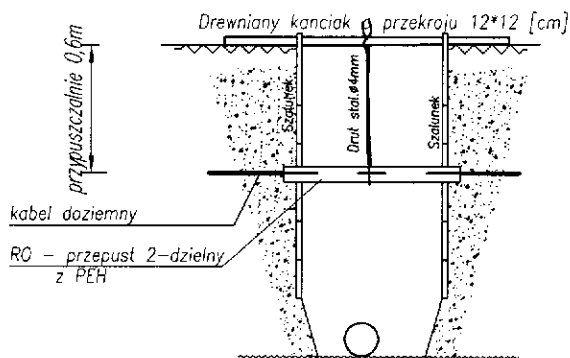 Drewniany kanciak o przekroju 12*12 [cm]
przypuszczalnie 0,6m
Szalunek
Drut stal.ø4mm
Szalunek
kabel doziemny
RO - przepust 2-dzielny
z PEH